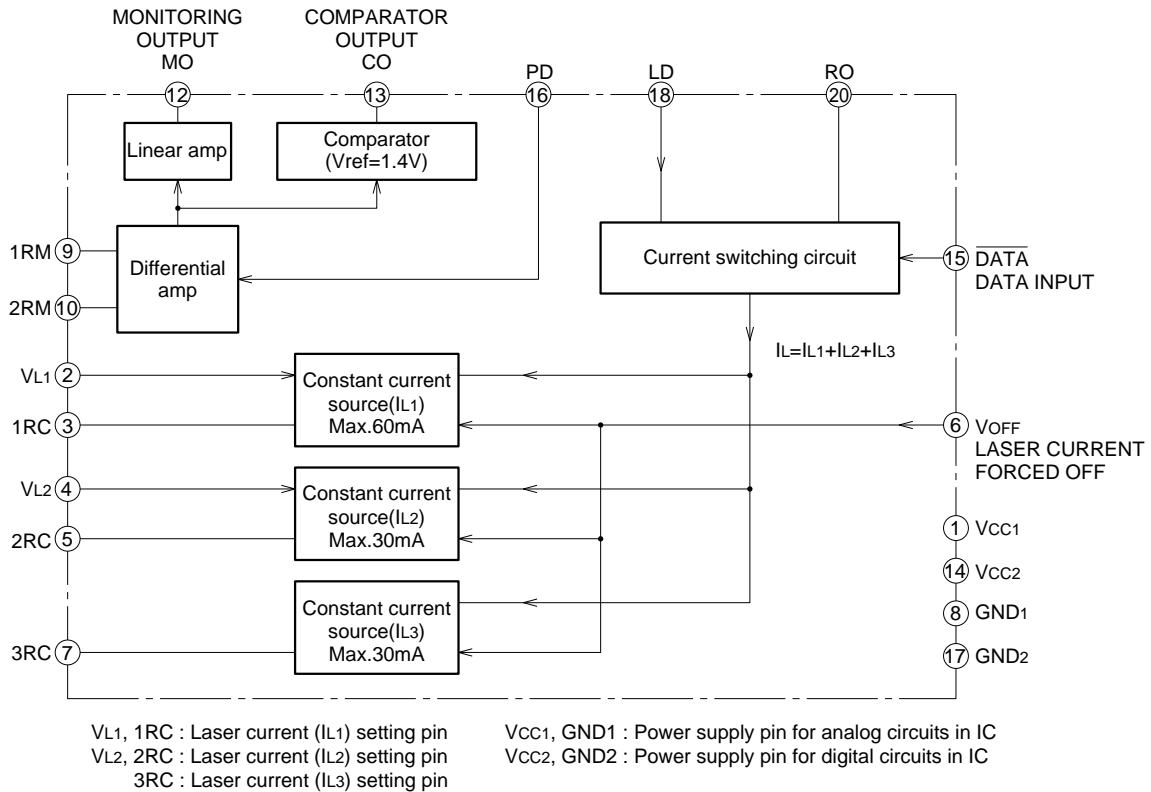 MONITORING
OUTPUT
MO
COMPARATOR
OUTPUT
CO
PD
LD
RO
12
13
16
18
20
Linear amp
Comparator
(Vref=1.4V)
1RM 9
2RM 10
Differential
amp
Current switching circuit
15 DATA
DATA INPUT
IL=IL1+IL2+IL3
VL1 2
1RC 3
Constant current
source(IL1)
Max.60mA
6 VOFF
LASER CURRENT
FORCED OFF
VL2 4
2RC 5
Constant current
source(IL2)
Max.30mA
1 VCC1
14 VCC2
8 GND1
17 GND2
3RC 7
Constant current
source(IL3)
Max.30mA
VL1, 1RC : Laser current (IL1) setting pin
VL2, 2RC : Laser current (IL2) setting pin
3RC : Laser current (IL3) setting pin
VCC1, GND1 : Power supply pin for analog circuits in IC
VCC2, GND2 : Power supply pin for digital circuits in IC